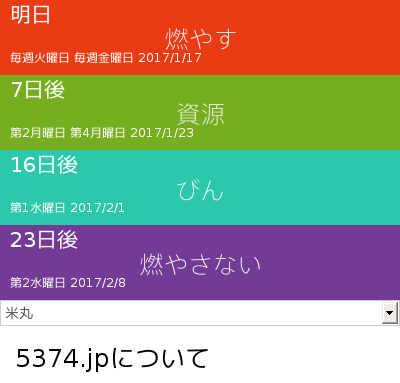 明日
燃やす
毎週火曜日 毎週金曜日 2017/1/17
7日後
資源
第2月曜日 第4月曜日 2017/1/23
16日後
びん
第1水曜日 2017/2/1
23日後
燃やさない
第2水曜日 2017/2/8
米丸
5374.jpについて